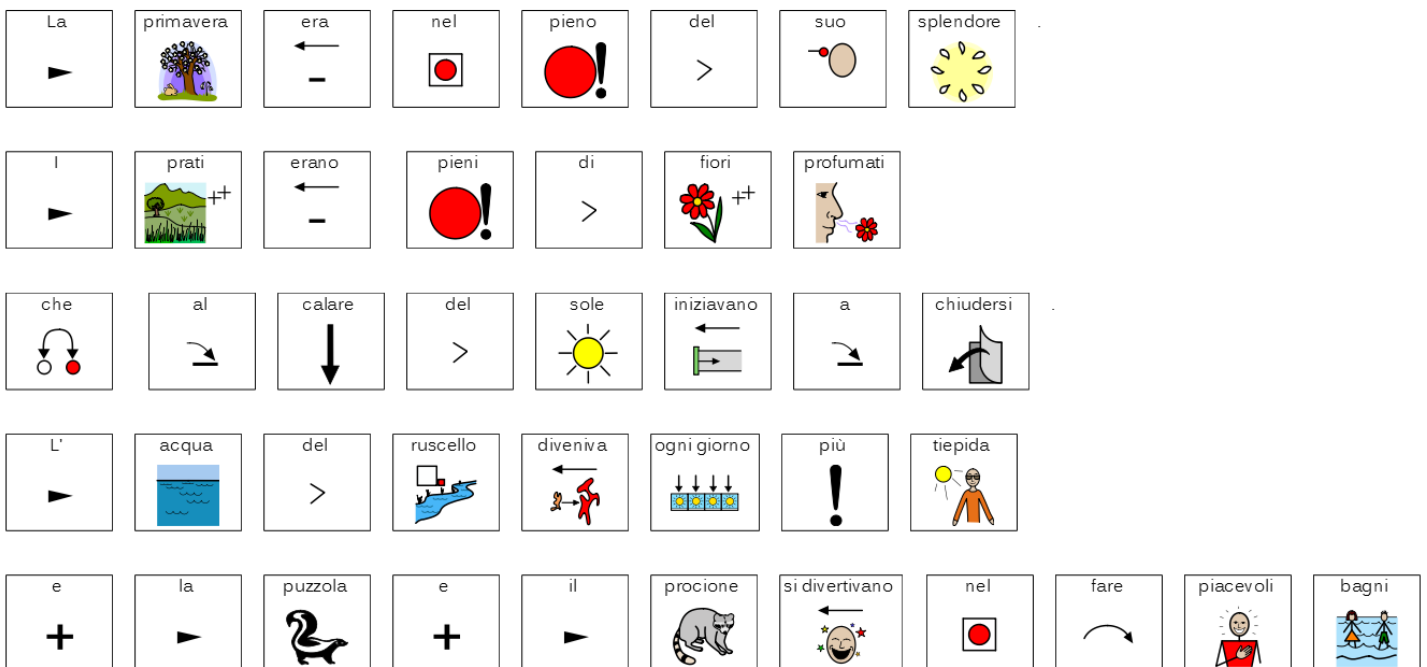 La primavera era nel pieno del suo splendore .
I prati erano pieni di fiori profumati
che al calare del sole iniziavano a chiudersi .
L' acqua del ruscello diveniva ogni giorno più tiepida
e la puzzola e il procione si divertivano nel fare piacevoli bagni